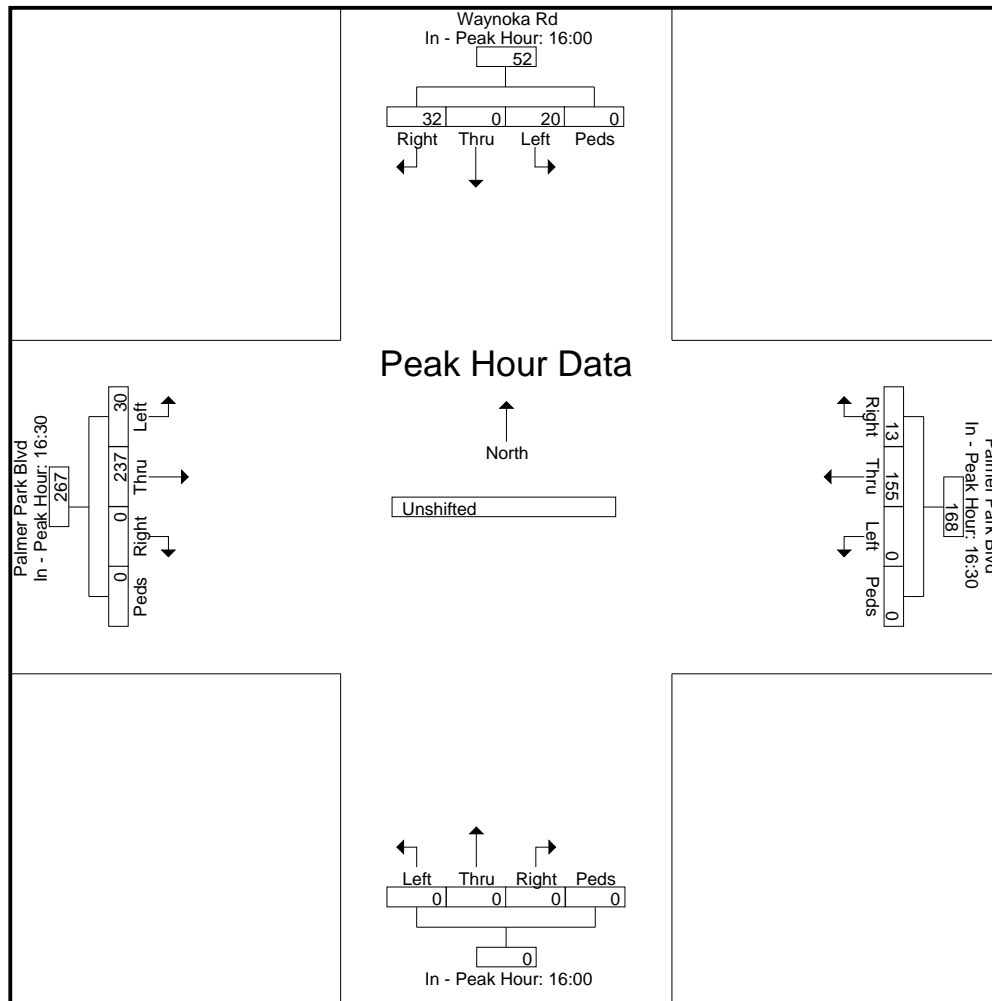 Waynoka Rd
In - Peak Hour: 16:00
52
32 0 20 0
Right Thru Left Peds
Peak Hour Data
North
Unshifted
Palmer Park Blvd
In - Peak Hour: 16:30
267
30 237 0 0
Left Thru Right Peds
Palmer Park Blvd
In - Peak Hour: 16:30
168
13 155 0 0
Right Thru Left Peds
Left Thru Right Peds
0 0 0 0
0
In - Peak Hour: 16:00